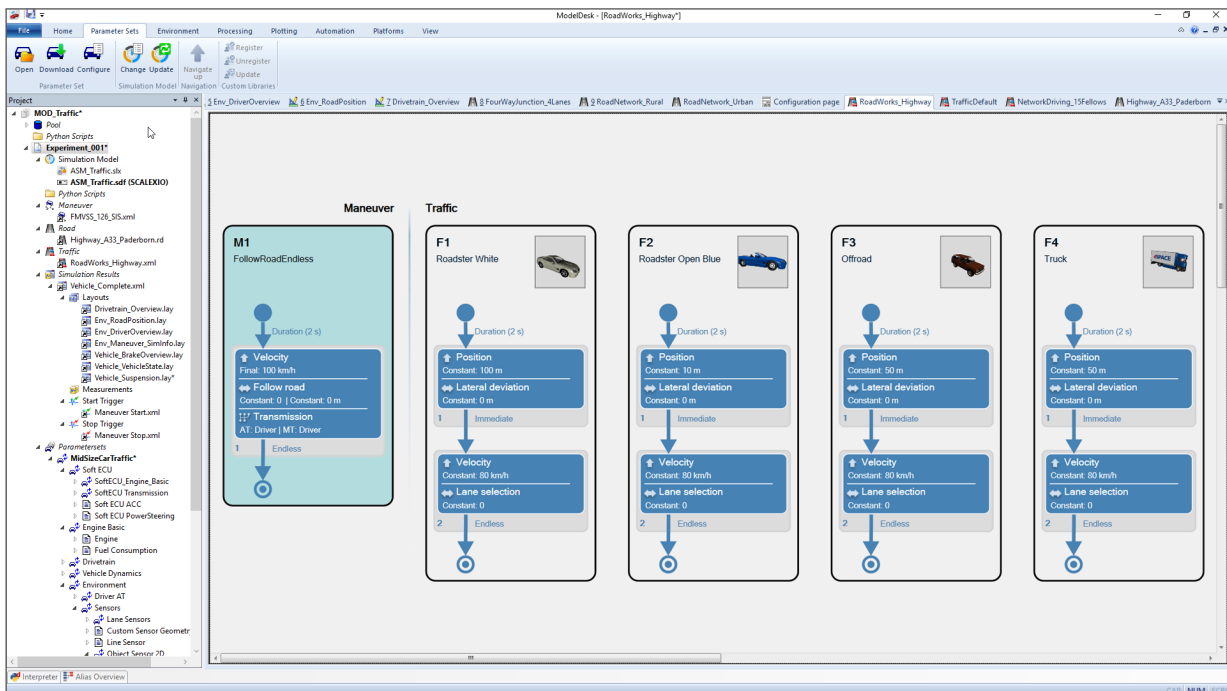 ModelDesk - [RoadWorks_Highway*]
File Home Parameter Sets Environment Processing Plotting Automation Platforms View
Open Download Configure Change Update Navigate up
Register
Unregister
Update
Parameter Set Simulation Model Navigation Custom Libraries
Project
5 Env_DriverOverview 6 Env_RoadPosition 7 Drivetrain_Overview 8 FourWayJunction_4Lanes 9 RoadNetwork_Rural RoadNetwork_Urban Configuration page RoadWorks_Highway TrafficDefault NetworkDriving_15Fellows Highway_A33_Paderborn
MOD_Traffic*
Pool
Python Scripts
Experiment_001*
Simulation Model
ASM_Traffic.slx
ASM_Traffic.sdf (SCALEXIO)
Python Scripts
Maneuver
FMVSS_126_SIS.xml
Road
Highway_A33_Paderborn.rd
Traffic
RoadWorks_Highway.xml
Simulation Results
Vehicle_Complete.xml
Layouts
Drivetrain_Overview.lay
Env_RoadPosition.lay
Env_DriverOverview.lay
Env_Maneuver_SimInfo.lay
Vehicle_BrakeOverview.lay
Vehicle_VehicleState.lay
Vehicle_Suspension.lay*
Measurements
Start Trigger
Maneuver Start.xml
Stop Trigger
Maneuver Stop.xml
Parametersets
MidSizeCarTraffic*
Soft ECU
SoftECU_Engine_Basic
SoftECU Transmission
Soft ECU ACC
Soft ECU PowerSteering
Engine Basic
Engine
Fuel Consumption
Drivetrain
Vehicle Dynamics
Environment
Driver AT
Sensors
Lane Sensors
Custom Sensor Geometr
Line Sensor
Object Sensor 2D
Maneuver
Traffic
M1
FollowRoadEndless
Duration (2 s)
Velocity
Final: 100 km/h
Follow road
Constant: 0 | Constant: 0 m
Transmission
AT: Driver | MT: Driver
1 Endless
F1
Roadster White
Duration (2 s)
Position
Constant: 100 m
Lateral deviation
Constant: 0 m
1 Immediate
Velocity
Constant: 80 km/h
Lane selection
Constant: 0
2 Endless
F2
Roadster Open Blue
Duration (2 s)
Position
Constant: 10 m
Lateral deviation
Constant: 0 m
1 Immediate
Velocity
Constant: 80 km/h
Lane selection
Constant: 0
2 Endless
F3
Offroad
Duration (2 s)
Position
Constant: 50 m
Lateral deviation
Constant: 0 m
1 Immediate
Velocity
Constant: 80 km/h
Lane selection
Constant: 0
2 Endless
F4
Truck
Duration (2 s)
Position
Constant: 50 m
Lateral deviation
Constant: 0 m
1 Immediate
Velocity
Constant: 80 km/h
Lane selection
Constant: 0
2 Endless
Interpreter Alias Overview
CAP NUM